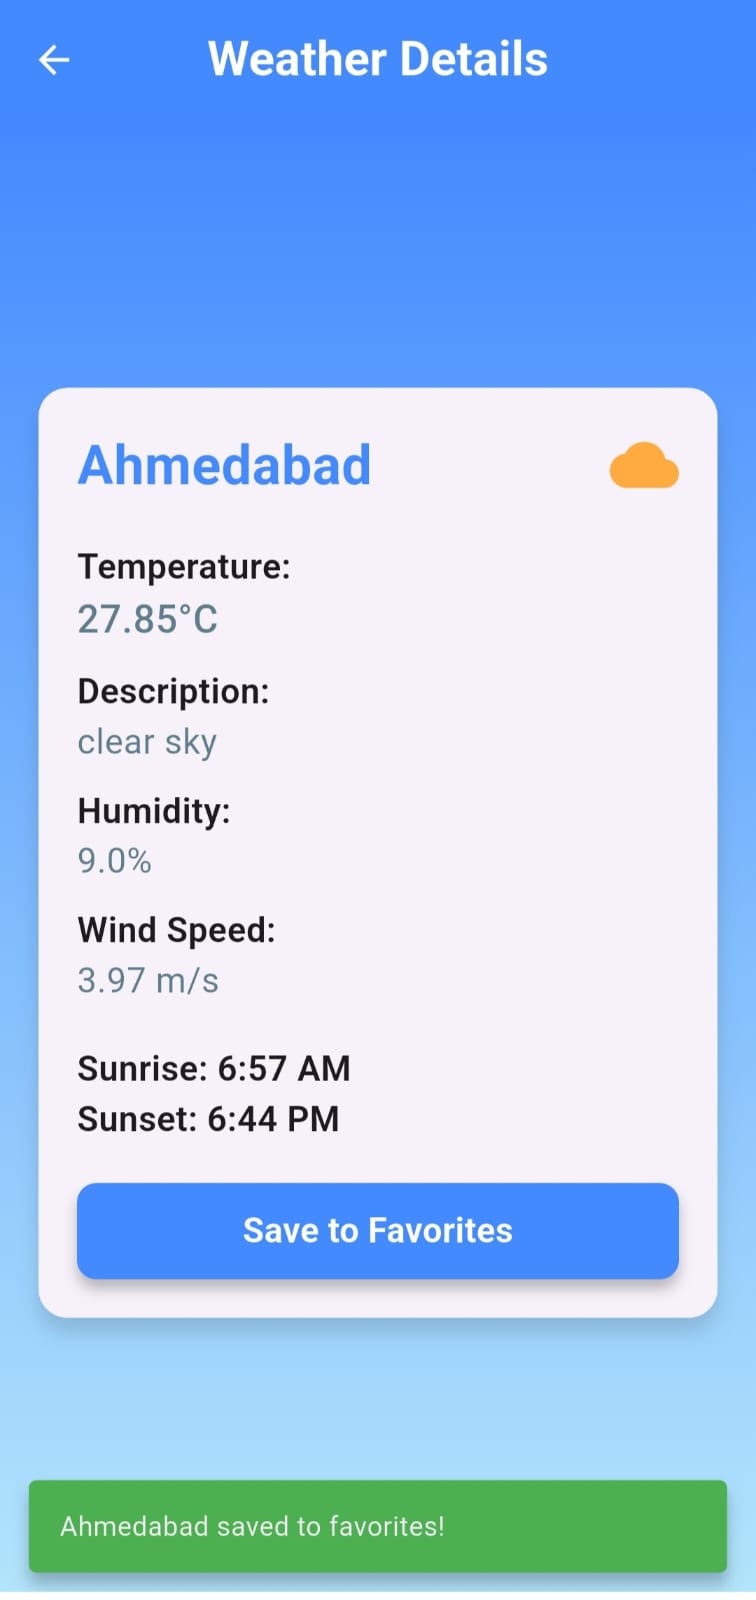 Weather Details
Ahmedabad
Temperature:
27.85°C
Description:
clear sky
Humidity:
9.0%
Wind Speed:
3.97 m/s
Sunrise: 6:57 AM
Sunset: 6:44 PM
Save to Favorites
Ahmedabad saved to favorites!